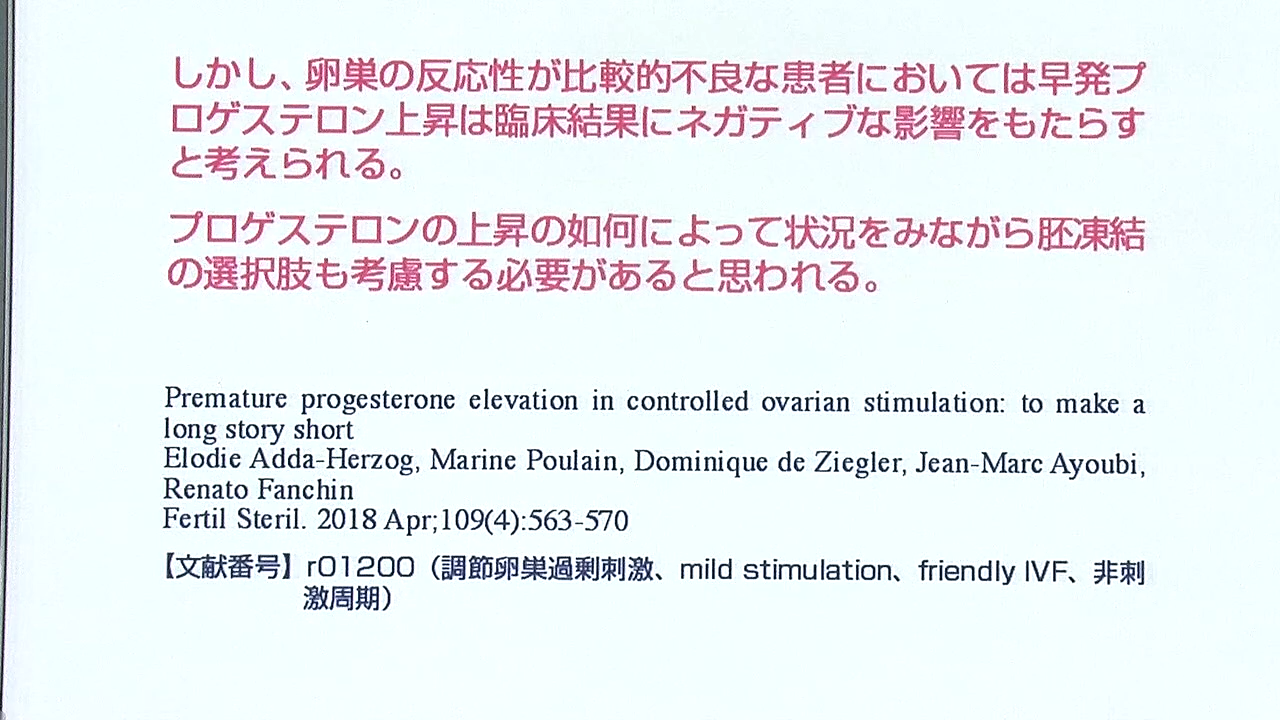 しかし、卵巣の反応性が比較的不良な患者においては早発プ
ロゲステロン上昇は臨床結果にネガティブな影響をもたらす
と考えられる。
プロゲステロンの上昇の如何によって状況をみながら胚凍結
の選択肢も考慮する必要があると思われる。
Premature progesterone elevation in controlled ovarian stimulation: to make a
long story short
Elodie Adda-Herzog, Marine Poulain, Dominique de Ziegler, Jean-Marc Ayoubi,
Renato Fanchin
Fertil Steril. 2018 Apr;109(4):563-570
【文献番号】r01200（調節卵巣過剰刺激、mild stimulation、friendly IVF、非刺
激周期）